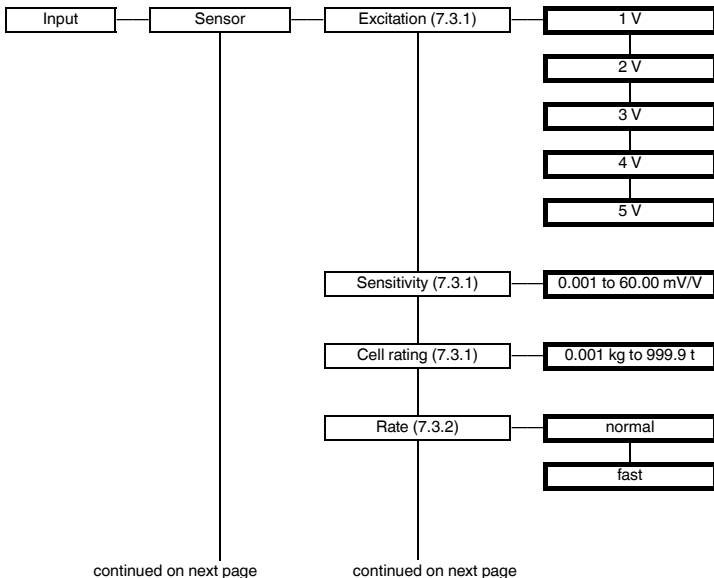 Input Sensor Excitation (7.3.1) 1 V
2 V
3 V
4 V
5 V
Sensitivity (7.3.1) 0.001 to 60.00 mV/V
Cell rating (7.3.1) 0.001 kg to 999.9 t
Rate (7.3.2) normal
fast
continued on next page continued on next page